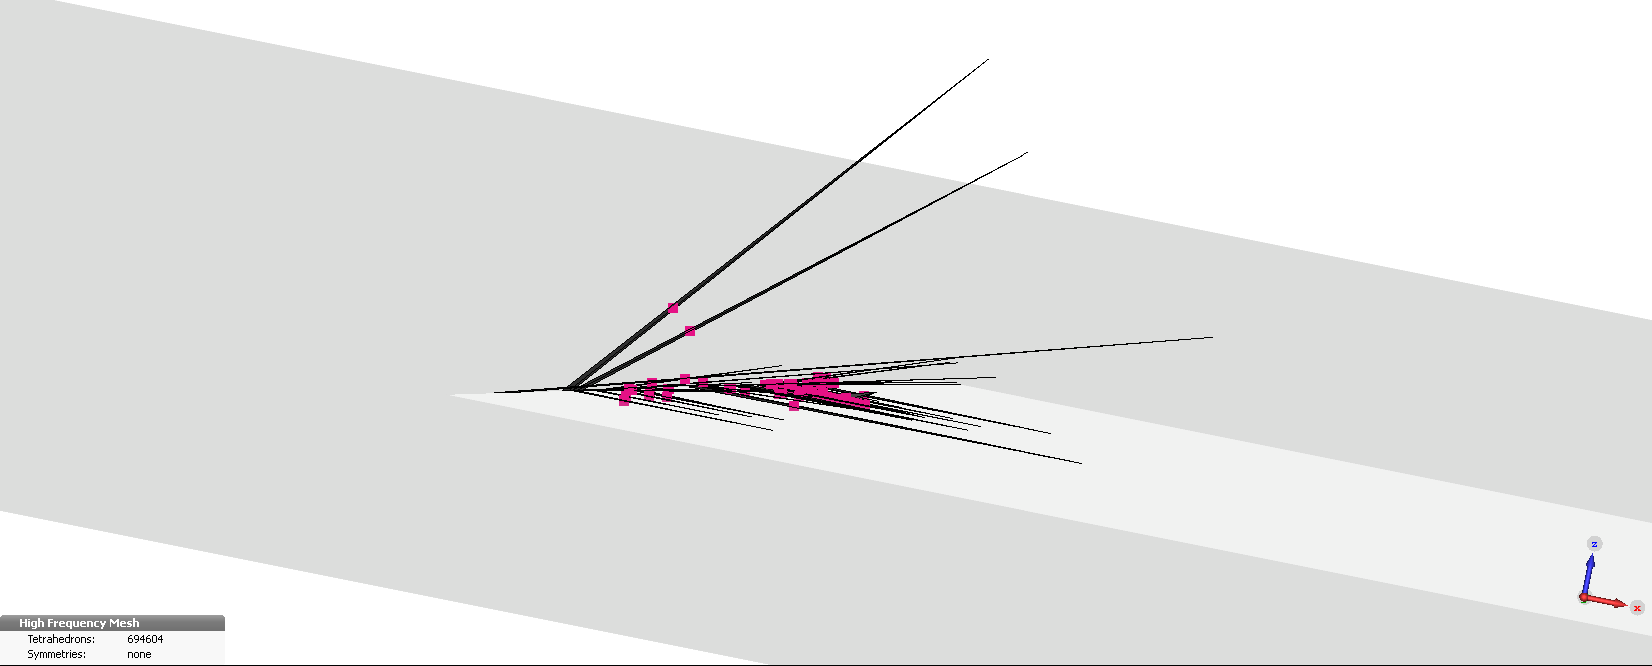 z
x
High Frequency Mesh
Tetrahedrons: 694604
Symmetries: none